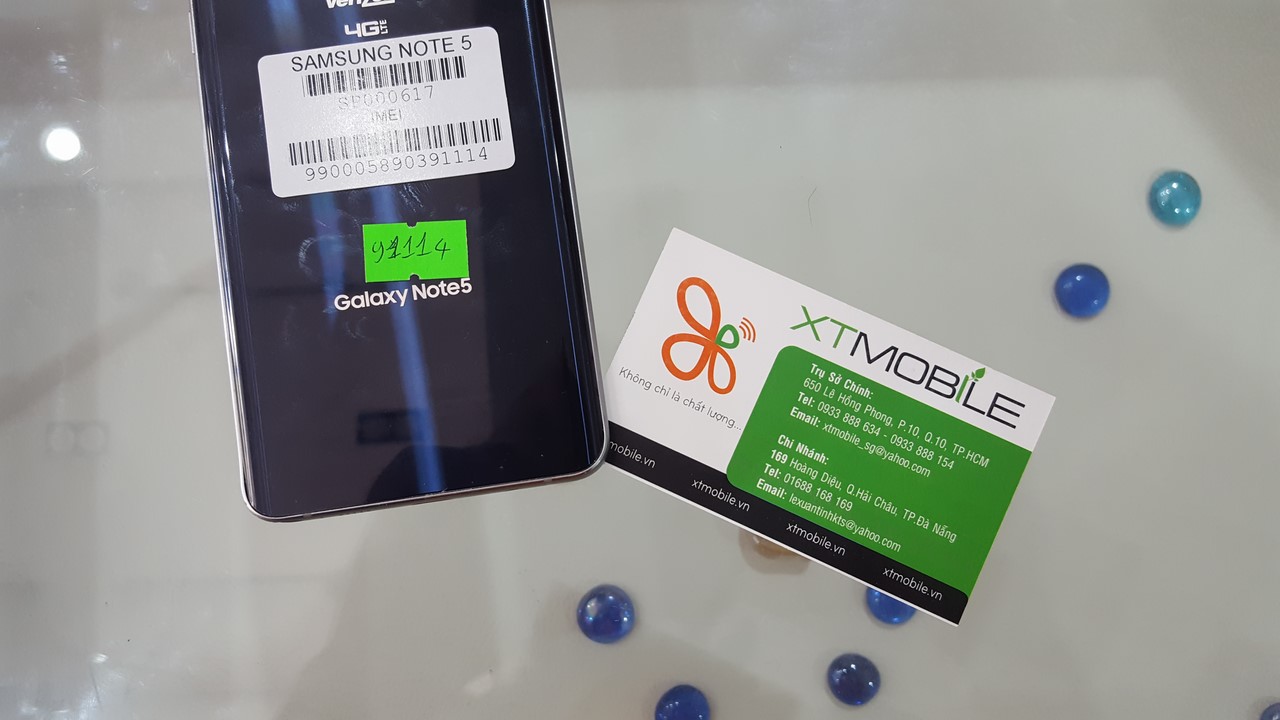 verizon
4G LTE
SAMSUNG NOTE 5
SP000617
IMEI
990005890391114
91114
Galaxy Note5
XTMOBILE
Không chỉ là chất lượng...
Trụ Sở Chính:
650 Lê Hồng Phong, P.10, Q.10, TP.HCM
Tel: 0933 888 634 - 0933 888 154
Email: xtmobile_sg@yahoo.com
Chi Nhánh:
169 Hoàng Diệu, Q.Hải Châu, TP.Đà Nẵng
Tel: 01688 168 169
Email: lexuantinhkts@yahoo.com
mobile.vn
xtmobile.vn
xtmobile.vn
xtmobile.vn